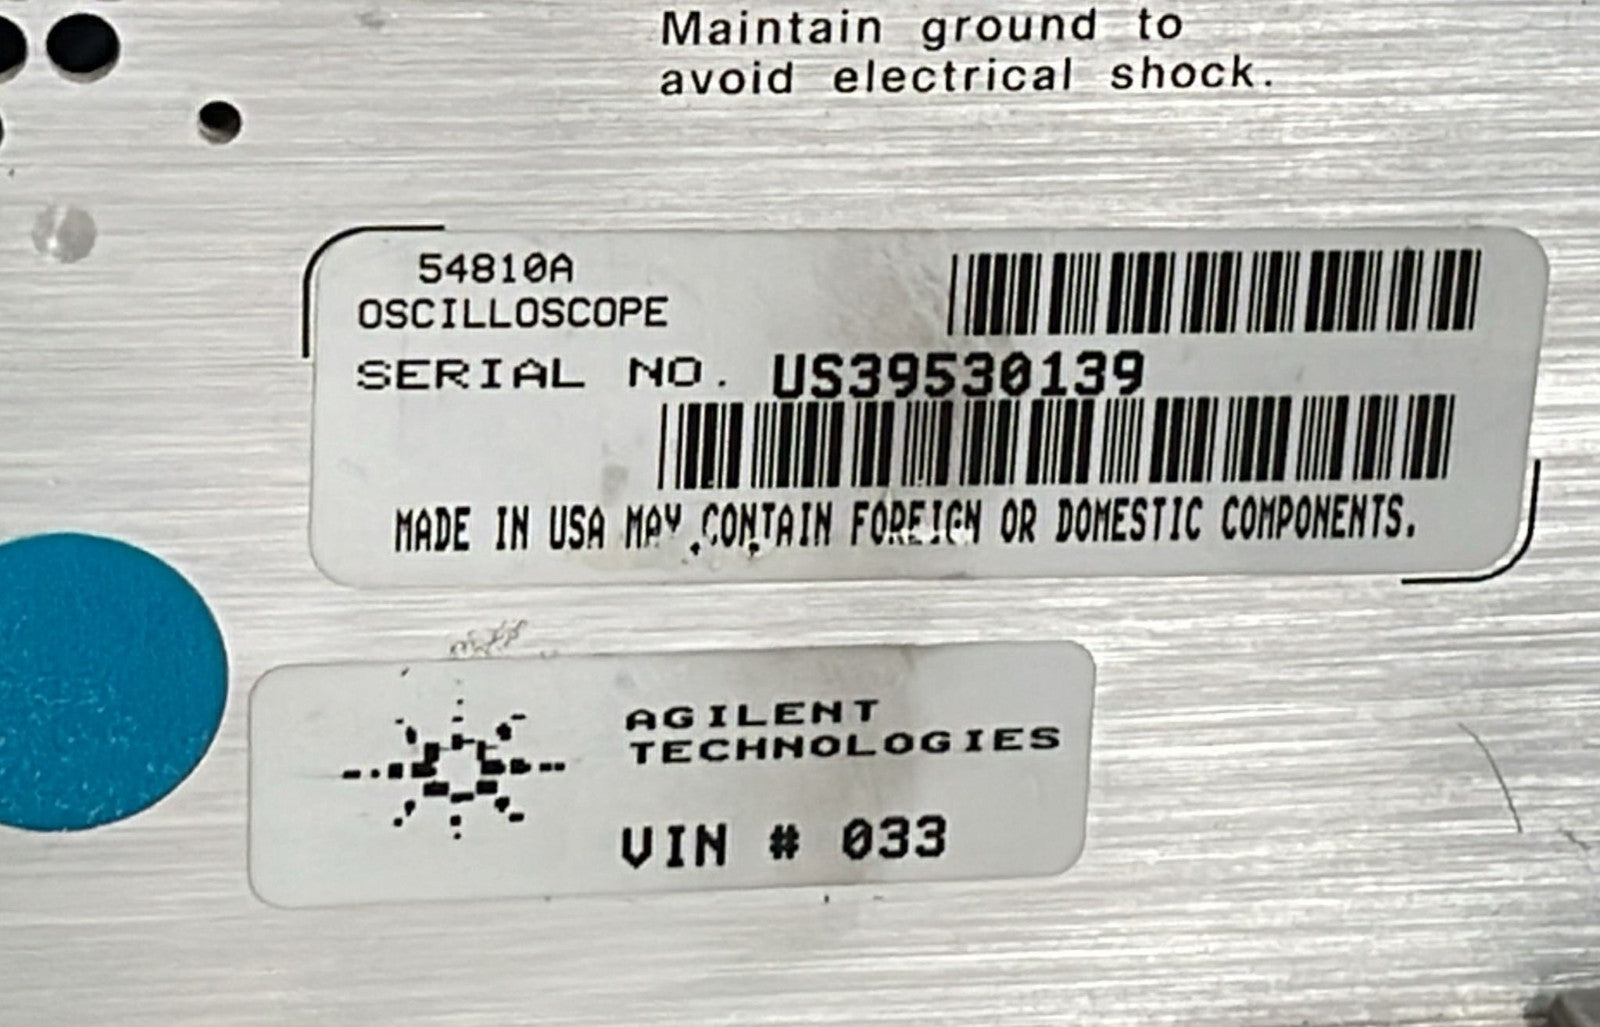 Maintain ground to
avoid electrical shock.
54810A
OSCILLOSCOPE
SERIAL NO. US39530139
MADE IN USA MAY CONTAIN FOREIGN OR DOMESTIC COMPONENTS.
AGILENT
TECHNOLOGIES
VIN # 033